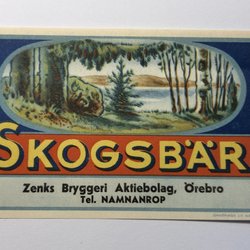 SKOGSBÄR
Zenks Bryggeri Aktiebolag, Örebro
Tel. NAMNANROP